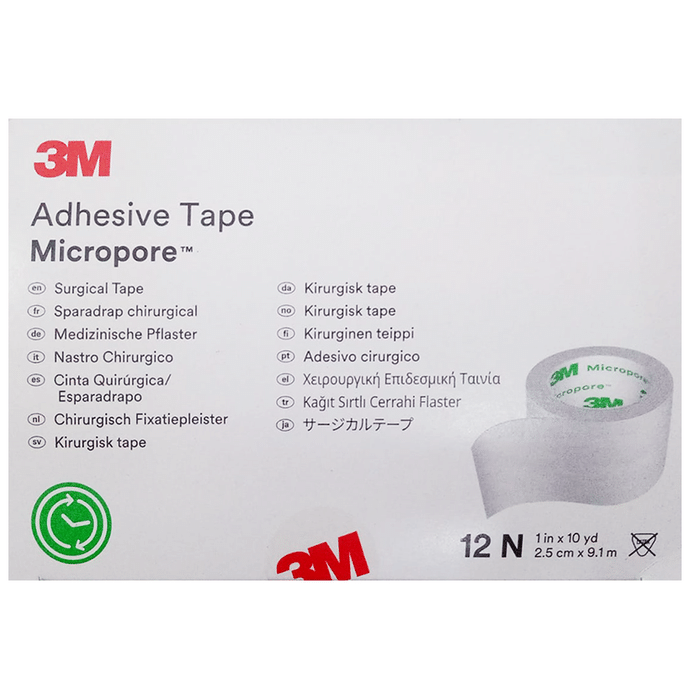 3M
Adhesive Tape
Micropore™
en Surgical Tape
fr Sparadrap chirurgical
de Medizinische Pflaster
it Nastro Chirurgico
es Cinta Quirúrgica/
Esparadrapo
nl Chirurgisch Fixatiepleister
sv Kirurgisk tape
da Kirurgisk tape
no Kirurgisk tape
fi Kirurginen teippi
pt Adesivo cirurgico
el Χειρουργική Επιδεσμική Ταινία
tr Kağıt Sırtlı Cerrahi Flaster
ja サージカルテープ
3M Micropore
icropore™
3M
3M
12 N
1 in x 10 yd
2.5 cm x 9.1 m